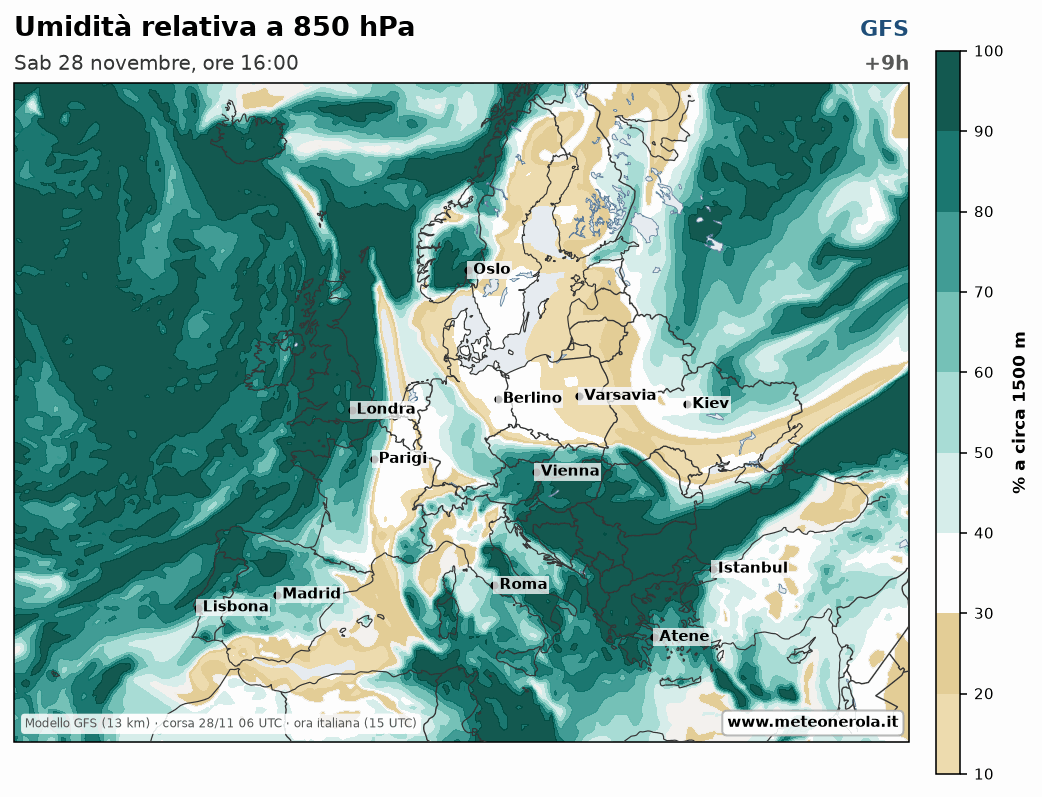 Umidità relativa a 850 hPa
GFS
Sab 28 novembre, ore 16:00
+9h
100
90
80
70
60
50
40
30
20
10
% a circa 1500 m
Oslo
Berlino
Varsavia
Kiev
Londra
Parigi
Vienna
Istanbul
Roma
Madrid
Lisbona
Atene
Modello GFS (13 km) · corsa 28/11 06 UTC · ora italiana (15 UTC)
www.meteonerola.it